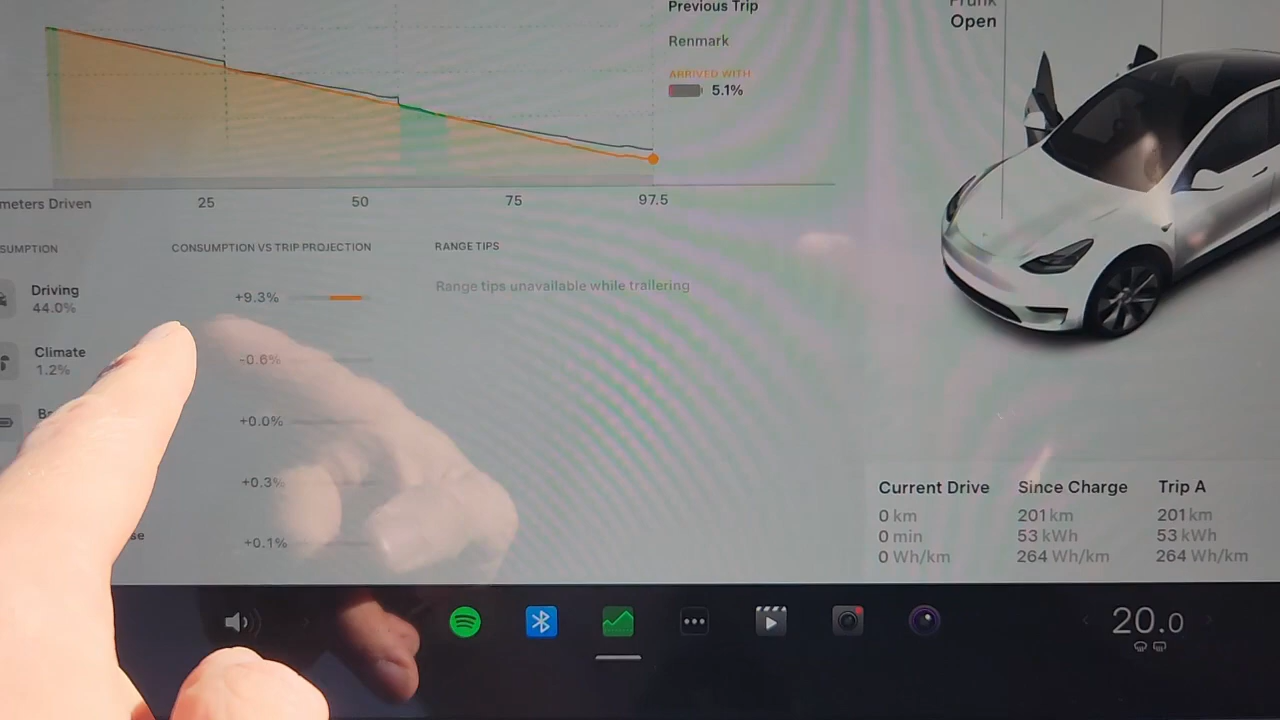 Previous Trip
Renmark
ARRIVED WITH
5.1%
Frunk
Open
meters Driven
25
50
75
97.5
SUMPTION
CONSUMPTION VS TRIP PROJECTION
RANGE TIPS
Driving
44.0%
+9.3%
Range tips unavailable while trallering
Climate
1.2%
-0.6%
+0.0%
+0.3%
+0.1%
se
Current Drive
Since Charge
Trip A
0 km
201 km
201 km
0 min
53 kWh
53 kWh
0 Wh/km
264 Wh/km
264 Wh/km
20.0